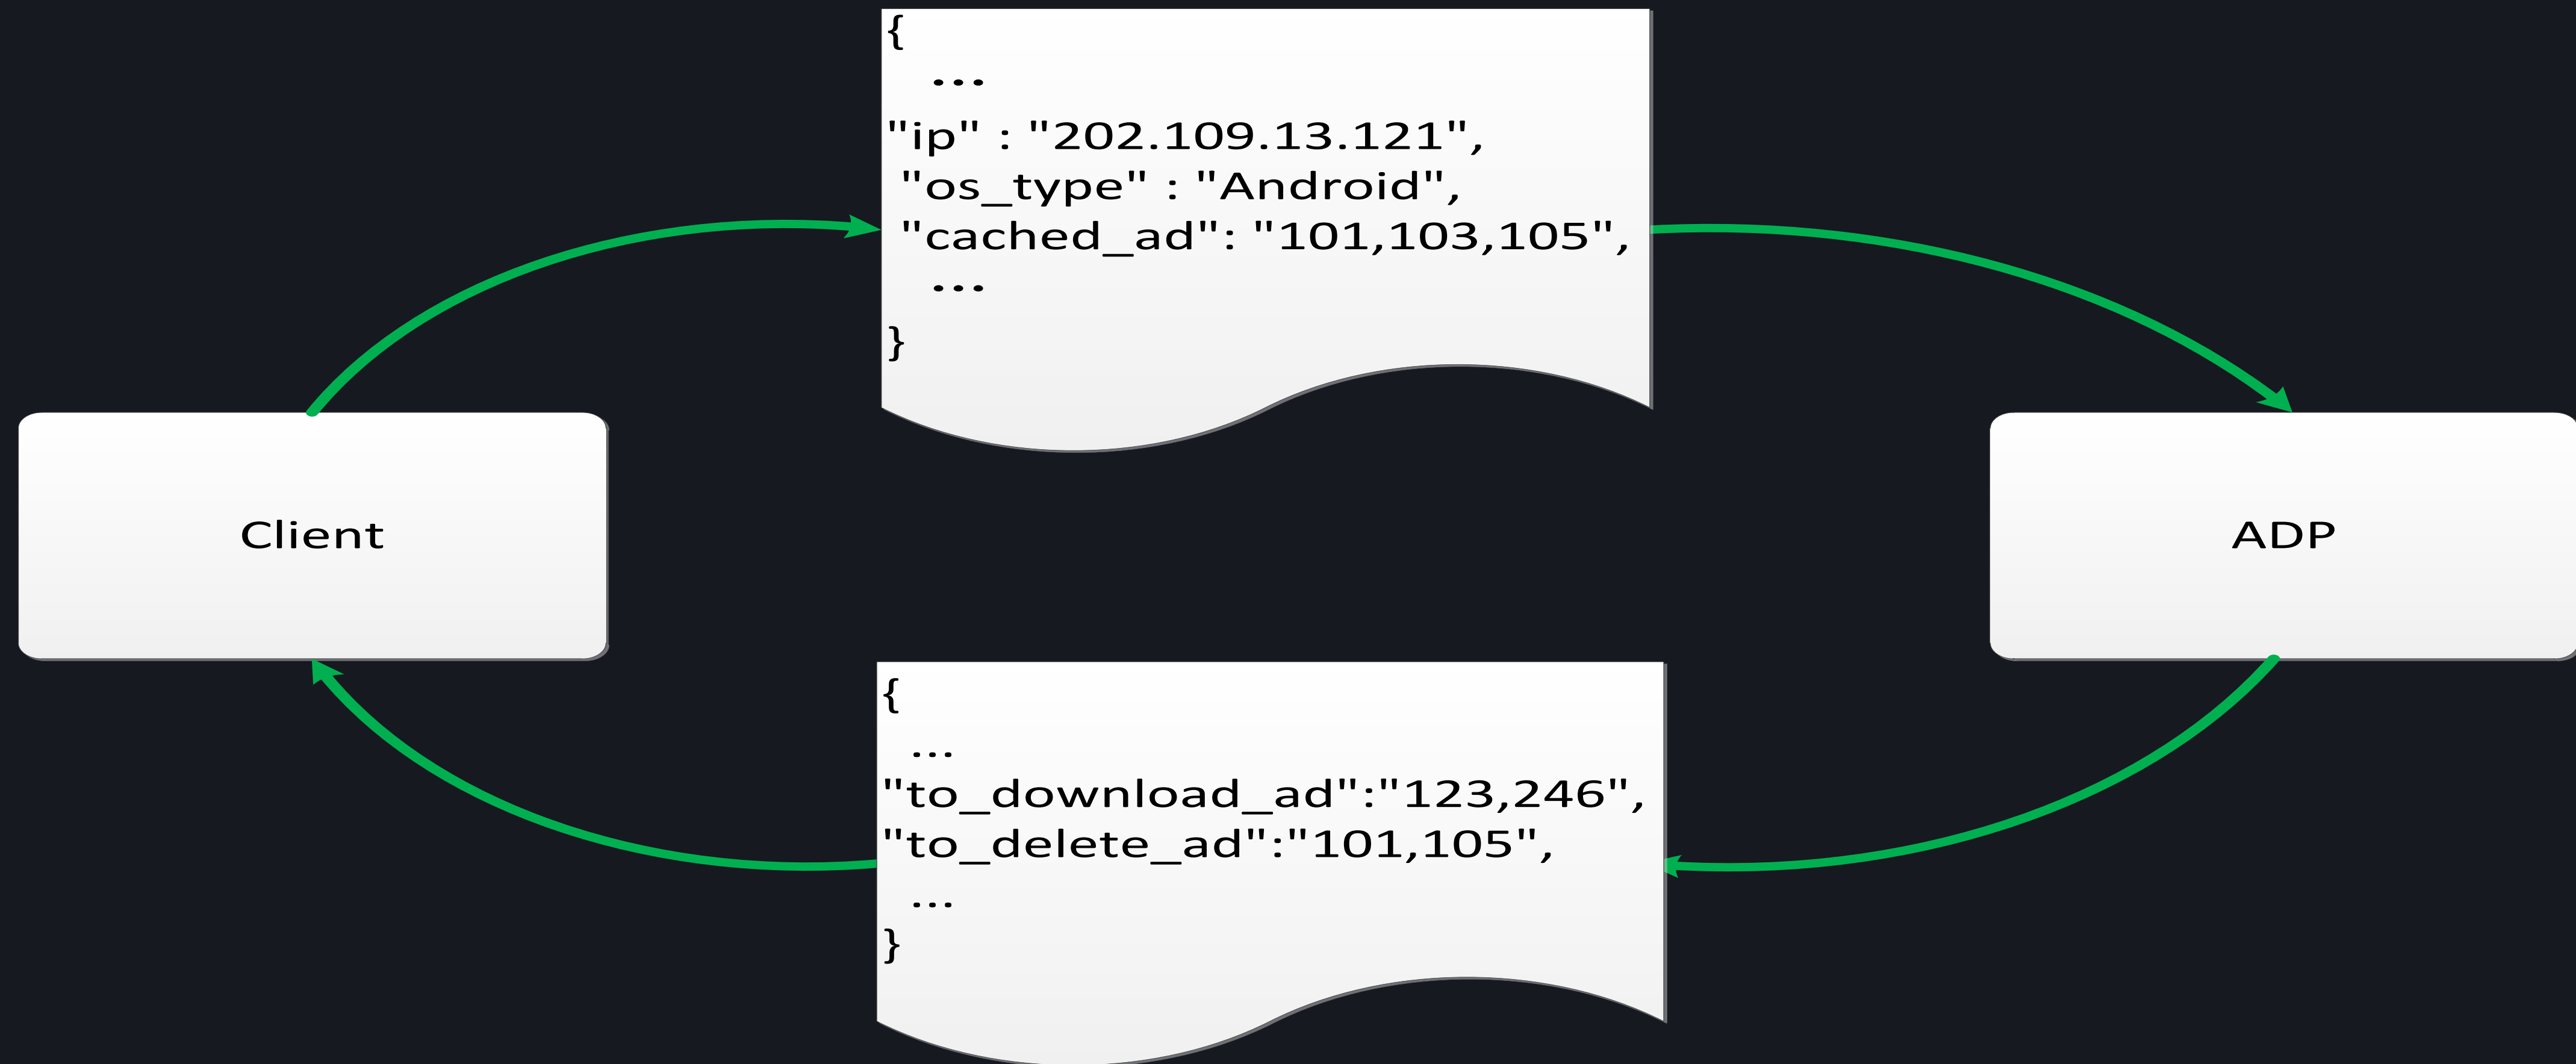 {
...
"ip" : "202.109.13.121",
"os_type" : "Android",
"cached_ad": "101,103,105",
...
}
Client
ADP
{
...
"to_download_ad":"123,246",
"to_delete_ad":"101,105",
...
}